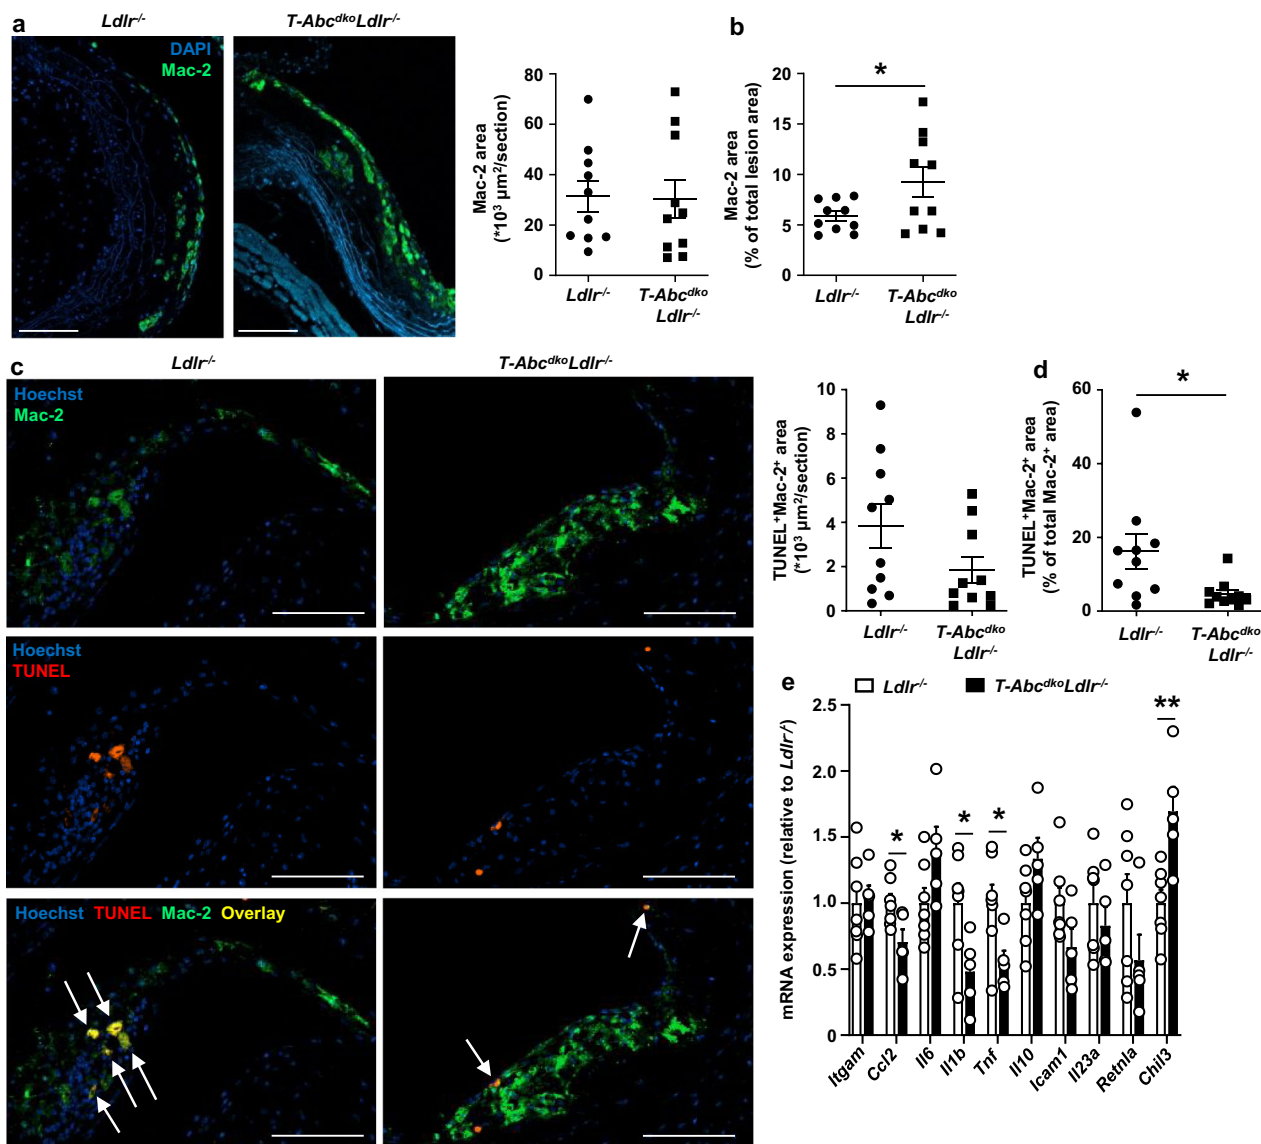 a
Ldlr-/-
T-AbcdkoLdlr-/-
DAPI
Mac-2
Mac-2 area
(*10³ µm²/section)
80
60
40
20
0
Ldlr-/-
T-Abcdko
Ldlr-/-
b
Mac-2 area
(% of total lesion area)
20
15
10
5
0
*
Ldlr-/-
T-Abcdko
Ldlr-/-
c
Ldlr-/-
T-AbcdkoLdlr-/-
Hoechst
Mac-2
Hoechst
TUNEL
Hoechst TUNEL Mac-2 Overlay
TUNEL+Mac-2+ area
(*10³ µm²/section)
10
8
6
4
2
0
Ldlr-/-
T-Abcdko
Ldlr-/-
d
TUNEL+Mac-2+ area
(% of total Mac-2+ area)
60
40
20
0
*
Ldlr-/-
T-Abcdko
Ldlr-/-
e
Ldlr-/-
T-AbcdkoLdlr-/-
mRNA expression (relative to Ldlr-/)
2.5
2.0
1.5
1.0
0.5
0
* * * **
Itgam
Ccl2
Il6
Il1b
Tnf
Il10
Icam1
Il23a
Retnla
Chil3